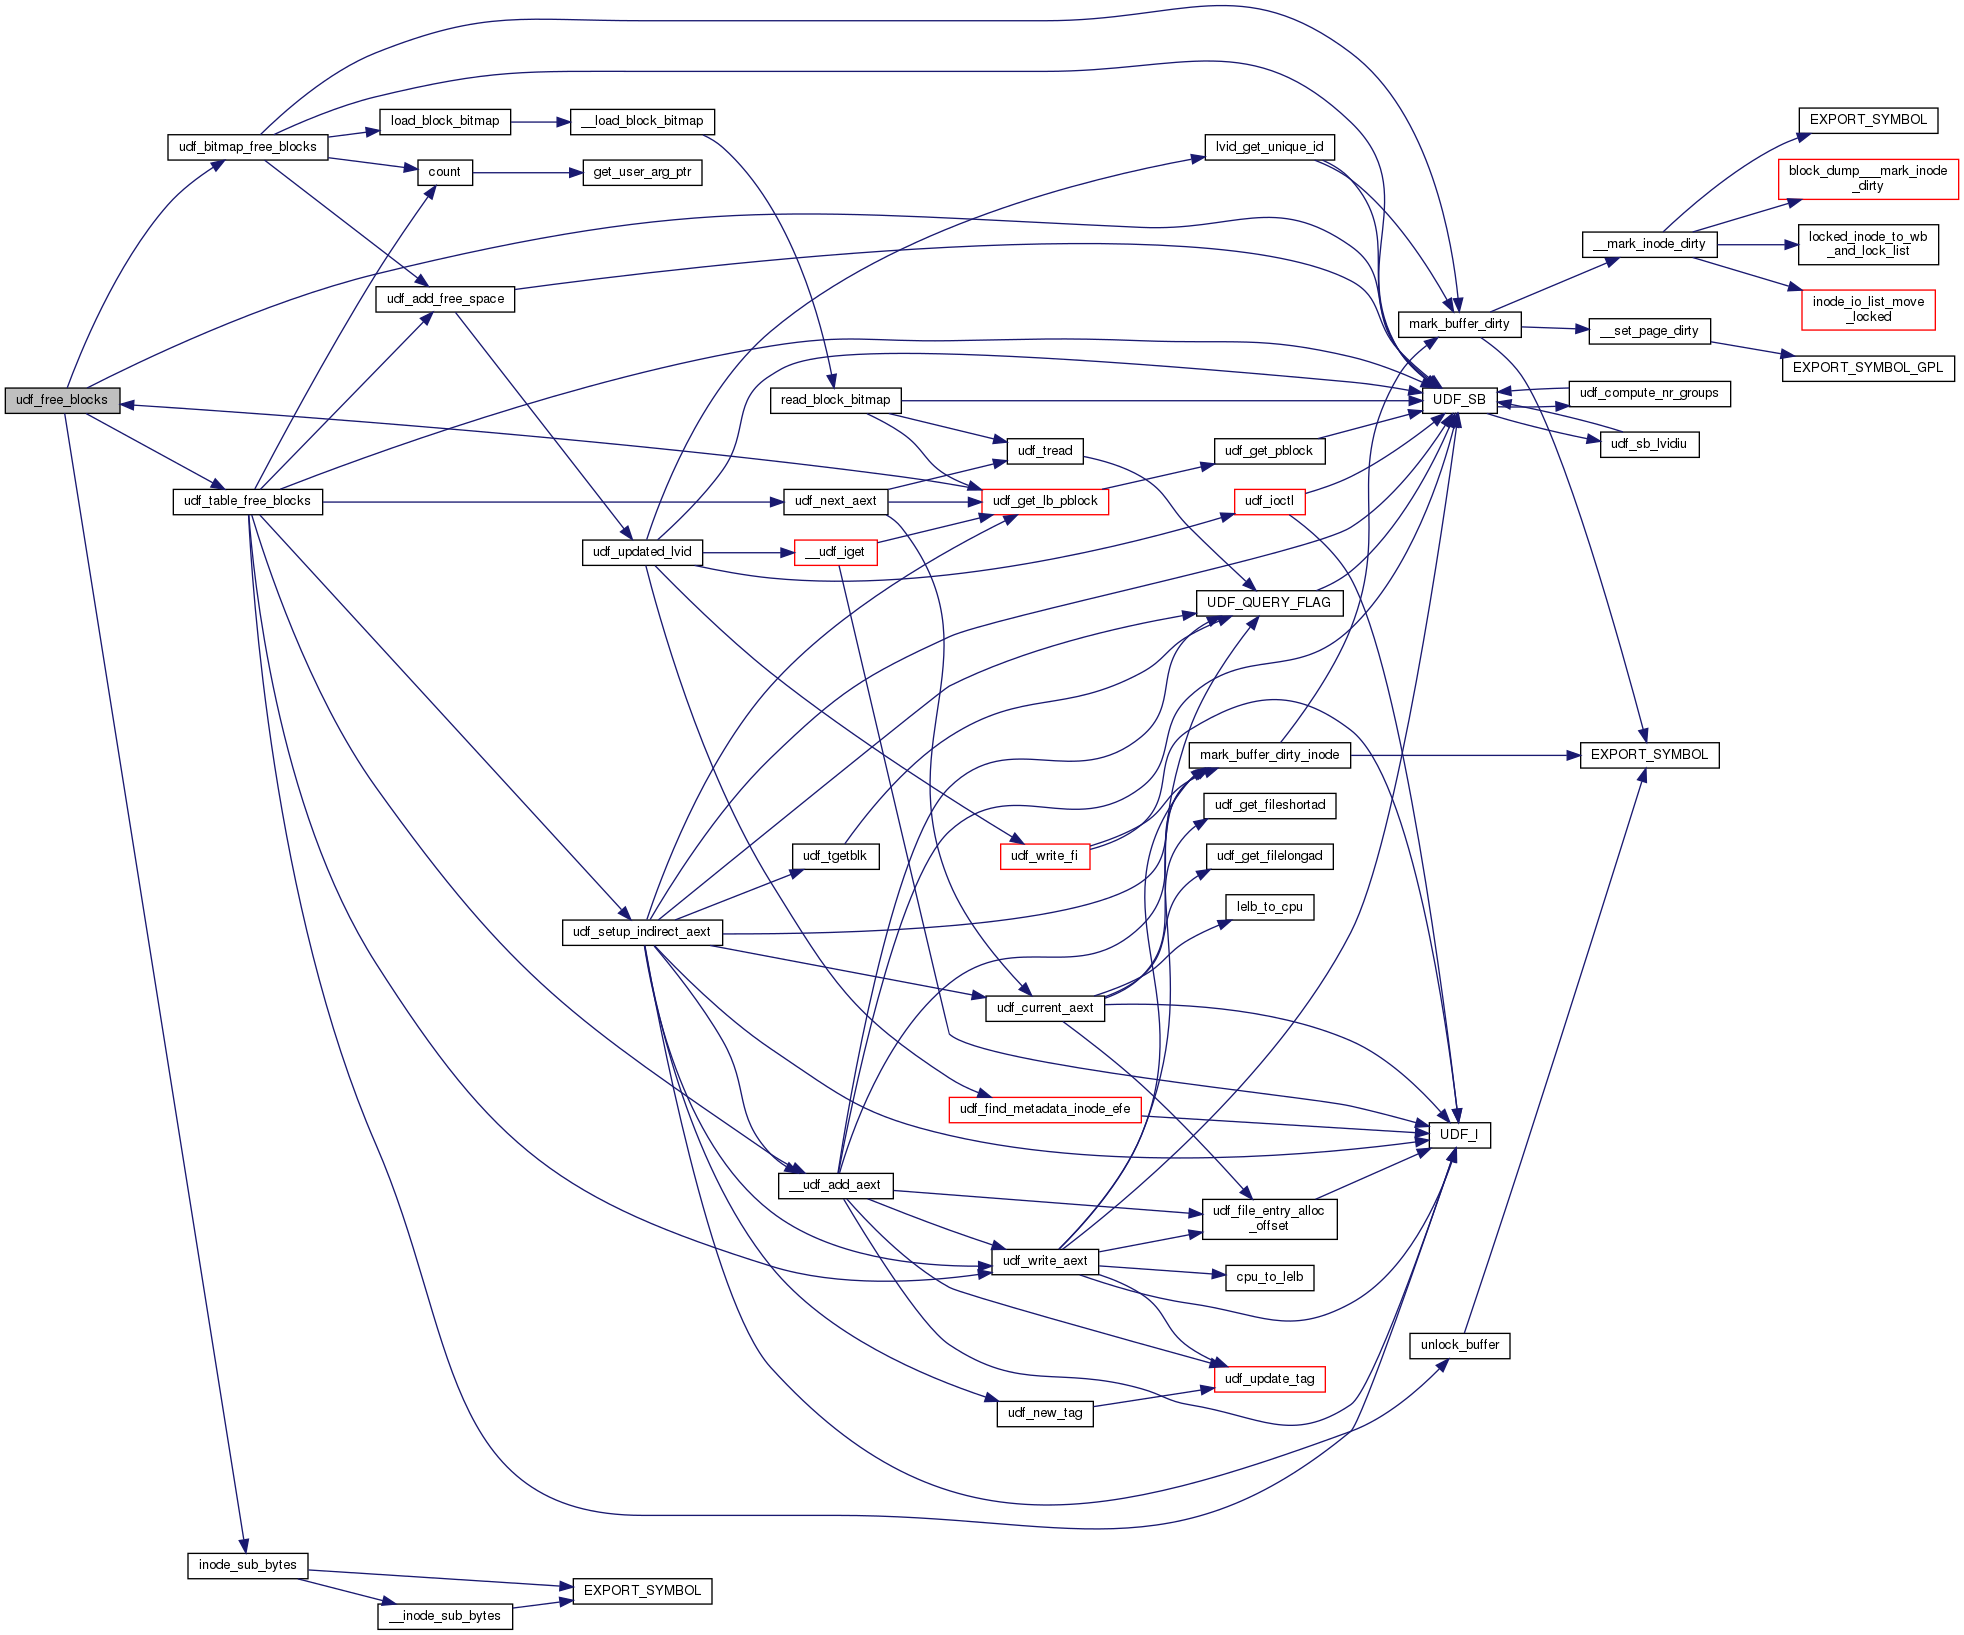 udf_free_blocks
udf_bitmap_free_blocks
load_block_bitmap
__load_block_bitmap
count
get_user_arg_ptr
udf_add_free_space
udf_table_free_blocks
udf_updated_lvid
read_block_bitmap
udf_next_aext
__udf_iget
udf_tread
udf_get_lb_pblock
lvid_get_unique_id
udf_get_pblock
udf_ioctl
UDF_QUERY_FLAG
mark_buffer_dirty
UDF_SB
__mark_inode_dirty
__set_page_dirty
EXPORT_SYMBOL
block_dump___mark_inode
_dirty
locked_inode_to_wb
_and_lock_list
inode_io_list_move
_locked
EXPORT_SYMBOL_GPL
udf_compute_nr_groups
udf_sb_lvidiu
mark_buffer_dirty_inode
EXPORT_SYMBOL
udf_get_fileshortad
udf_get_filelongad
lelb_to_cpu
udf_tgetblk
udf_write_fi
udf_setup_indirect_aext
udf_current_aext
udf_find_metadata_inode_efe
UDF_I
__udf_add_aext
udf_file_entry_alloc
_offset
udf_write_aext
cpu_to_lelb
unlock_buffer
udf_update_tag
udf_new_tag
inode_sub_bytes
EXPORT_SYMBOL
__inode_sub_bytes